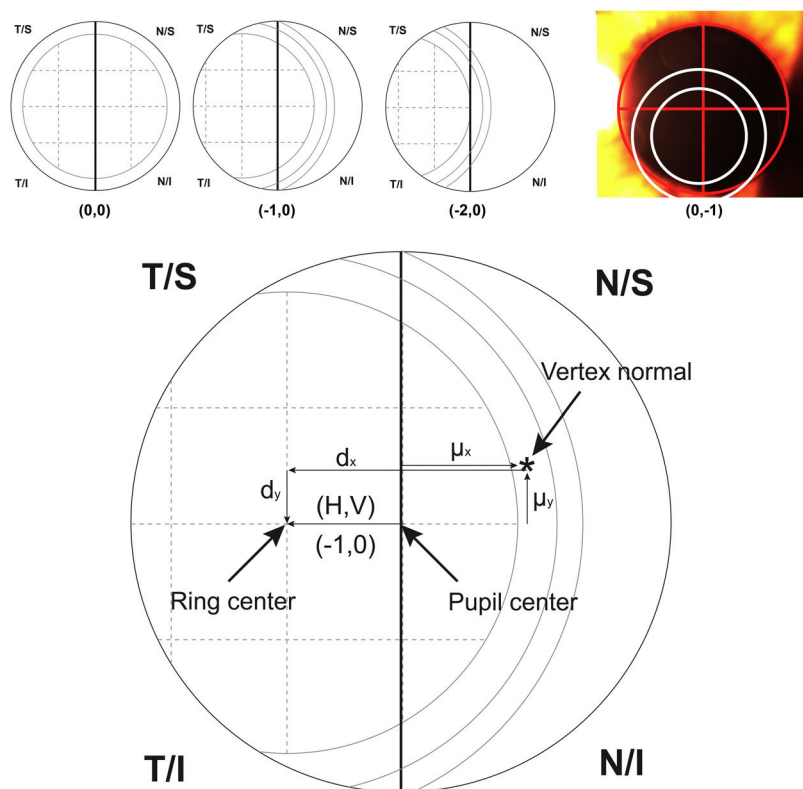 T/S
N/S
T/I
N/I
(0,0)
T/S
N/S
T/I
N/I
(-1,0)
T/S
N/S
T/I
N/I
(-2,0)
(0,-1)
T/S
N/S
Vertex normal
μx
dx
*
dy
(H,V)
μy
(-1,0)
Ring center
Pupil center
T/I
N/I